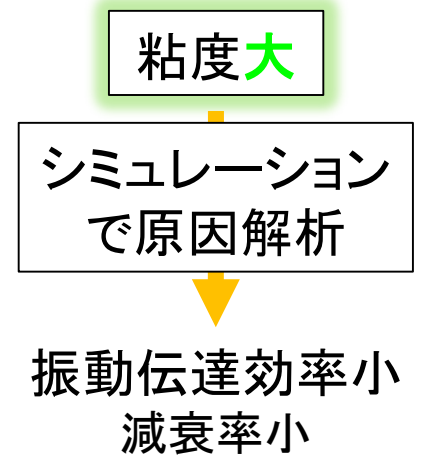 粘度大
シミュレーション
で原因解析
振動伝達効率小
減衰率小